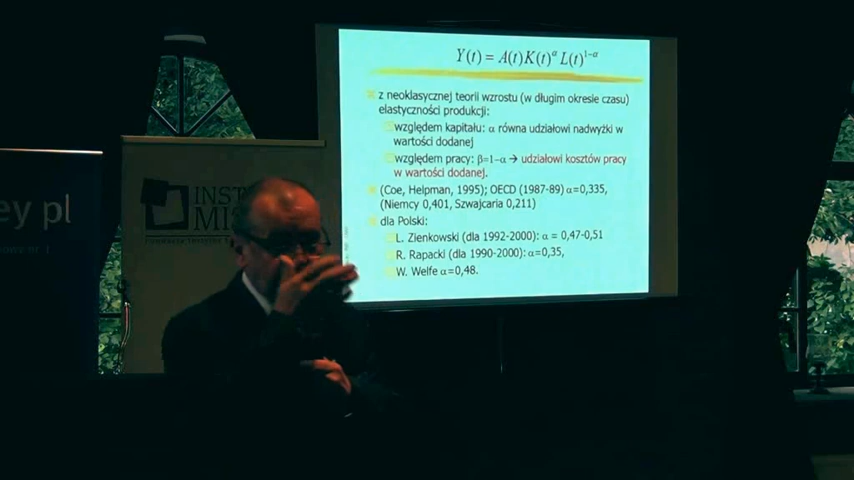 Y(t) = A(t)K(t)^α L(t)^1-α
z neoklasycznej teorii wzrostu (w długim okresie czasu)
elastyczności produkcji:
względem kapitału: α równa udziałowi nadwyżki w
wartości dodanej
względem pracy: β=1-α → udziałowi kosztów pracy
w wartości dodanej.
(Coe, Helpman, 1995); OECD (1987-89) α=0,335,
(Niemcy 0,401, Szwajcaria 0,211)
dla Polski:
L. Zienkowski (dla 1992-2000): α = 0,47-0,51
R. Rapacki (dla 1990-2000): α=0,35,
W. Welfe α=0,48.
INST
MIS
ey pl